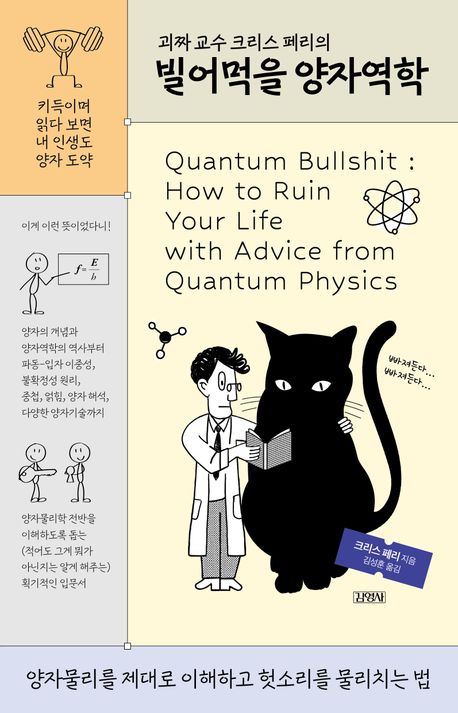 괴짜 교수 크리스 페리의
빌어먹을 양자역학
키득이며
읽다 보면
내 인생도
양자 도약
Quantum Bullshit :
How to Ruin
Your Life
with Advice from
Quantum Physics
이게 이런 뜻이었다니!
f = E
h
양자의 개념과
양자역학의 역사부터
파동-입자 이중성,
불확정성 원리,
중첩, 얽힘, 양자 해석,
다양한 양자기술까지
양자물리학 전반을
이해하도록 돕는
(적어도 그게 뭐가
아닌지는 알게 해주는)
획기적인 입문서
빠져든다...
빠져든다...
크리스 페리 지음
김성훈 옮김
김영사
양자물리를 제대로 이해하고 헛소리를 물리치는 법